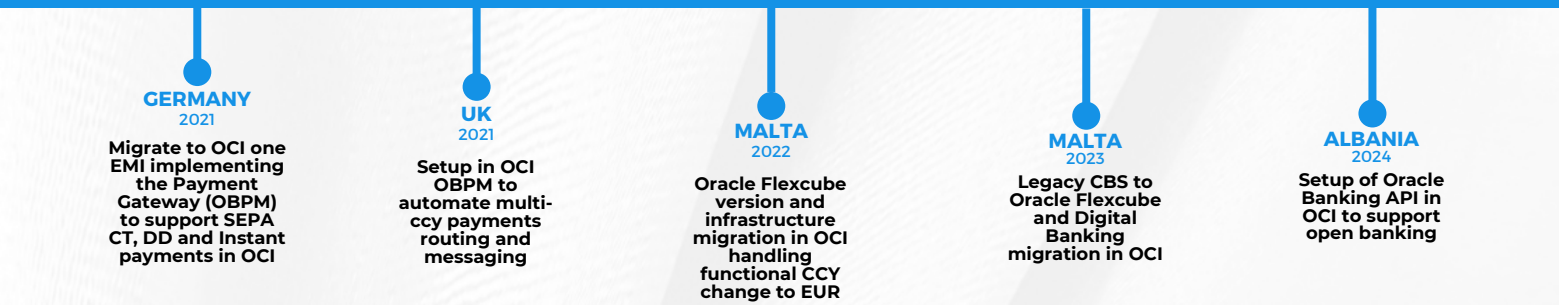 GERMANY
2021
Migrate to OCI one
EMI implementing
the Payment
Gateway (OBPM)
to support SEPA
CT, DD and Instant
payments in OCI
UK
2021
Setup in OCI
OBPM to
automate multi-
ccy payments
routing and
messaging
MALTA
2022
Oracle Flexcube
version and
infrastructure
migration in OCI
handling
functional CCY
change to EUR
MALTA
2023
Legacy CBS to
Oracle Flexcube
and Digital
Banking
migration in OCI
ALBANIA
2024
Setup of Oracle
Banking API in
OCI to support
open banking